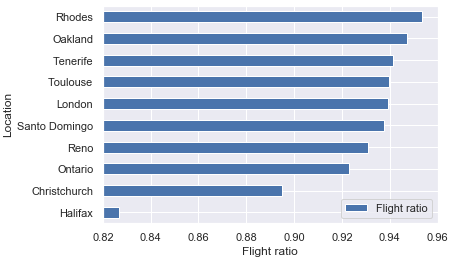 Rhodes
Oakland
Tenerife
Toulouse
London
Santo Domingo
Reno
Ontario
Christchurch
Halifax
Location
Flight ratio
0.82 0.84 0.86 0.88 0.90 0.92 0.94 0.96
Flight ratio